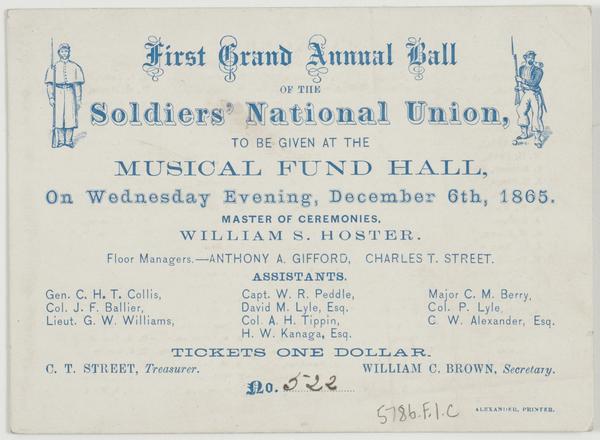 First Grand Annual Ball
OF THE
Soldiers' National Union,
TO BE GIVEN AT THE
MUSICAL FUND HALL,
On Wednesday Evening, December 6th, 1865.
MASTER OF CEREMONIES,
WILLIAM S. HOSTER.
Floor Managers.—ANTHONY A. GIFFORD, CHARLES T. STREET.
ASSISTANTS.
Gen. C. H. T. Collis, Capt. W. R. Peddle, Major C. M. Berry,
Col. J. F. Ballier, David M. Lyle, Esq. Col. P. Lyle,
Lieut. G. W. Williams, Col. A. H. Tippin, C. W. Alexander, Esq.
H. W. Kanaga, Esq.
TICKETS ONE DOLLAR.
C. T. STREET, Treasurer. WILLIAM C. BROWN, Secretary.
No. 522
5786.F.1.C
ALEXANDER, PRINTER.